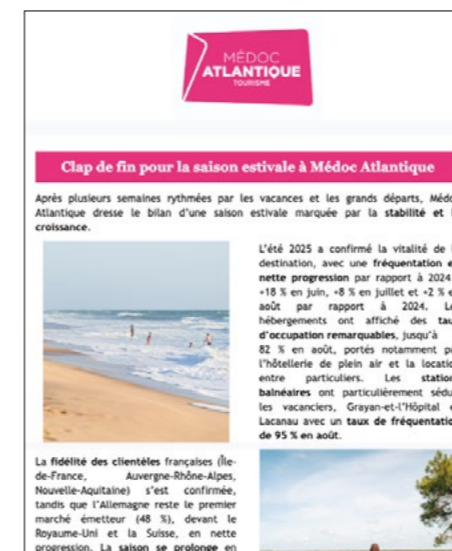 MÉDOC
ATLANTIQUE
TOURISME
Clap de fin pour la saison estivale à Médoc Atlantique
Après plusieurs semaines rythmées par les vacances et les grands départs,
Atlantique dresse le bilan d'une saison estivale marquée par la stabilité et
croissance.
L'été 2025 a confirmé la vitalité de
destination, avec une fréquentation
nette progression par rapport à 2024
+18 % en juin, +8 % en juillet et +2 %
août par rapport à 2024.
hébergements ont affiché des
d'occupation remarquables, jusqu'à
82 % en août, portés notamment
l'hôtellerie de plein air et la
entre particuliers. Les
balnéaires ont particulièrement
les vacanciers, Grayan-et-l'Hôpital
Lacanau avec un taux de fréquentation
de 95 % en août.
La fidélité des clientèles françaises (Île-
de-France, Auvergne-Rhône-Alpes,
Nouvelle-Aquitaine) s'est confirmée,
tandis que l'Allemagne reste le premier
marché émetteur (48 %), devant le
Royaume-Uni et la Suisse, en nette
progression. La saison se prolonge en